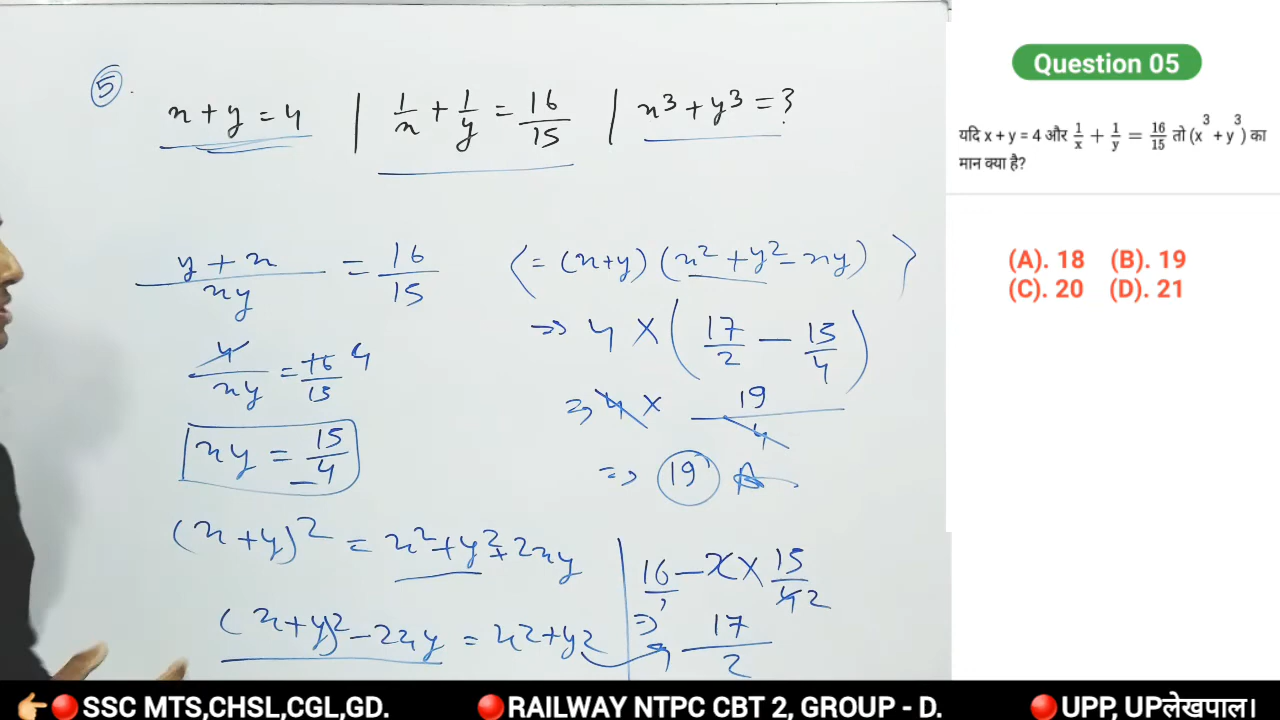 5.
x + y = 4 | 1/x + 1/y = 16/15 | x³ + y³ = ?
(y + x)/(xy) = 16/15
4/(xy) = 16/15 4
xy = 15/4
(x + y)² = x² + y² + 2xy
(x + y)² - 2xy = x² + y²
⟨ = (x+y) (x² + y² - xy) ⟩
=> 4 × (17/2 - 15/4)
=> 4 × 19/4
=> 19 A
16 - 2 × 15/4 2
=> 17/2
Question 05
यदि x + y = 4 और 1/x + 1/y = 16/15 तो (x³ + y³) का
मान क्या है?
(A). 18 (B). 19
(C). 20 (D). 21
👉🔴 SSC MTS,CHSL,CGL,GD. 🔴RAILWAY NTPC CBT 2, GROUP - D. 🔴UPP, UPलेखपाल।